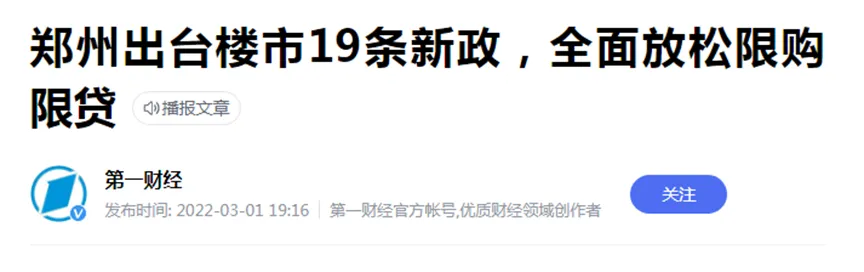 郑州出台楼市19条新政，全面放松限购
限贷 播报文章
第一财经
发布时间: 2022-03-01 19:16 第一财经官方帐号,优质财经领域创作者
关注